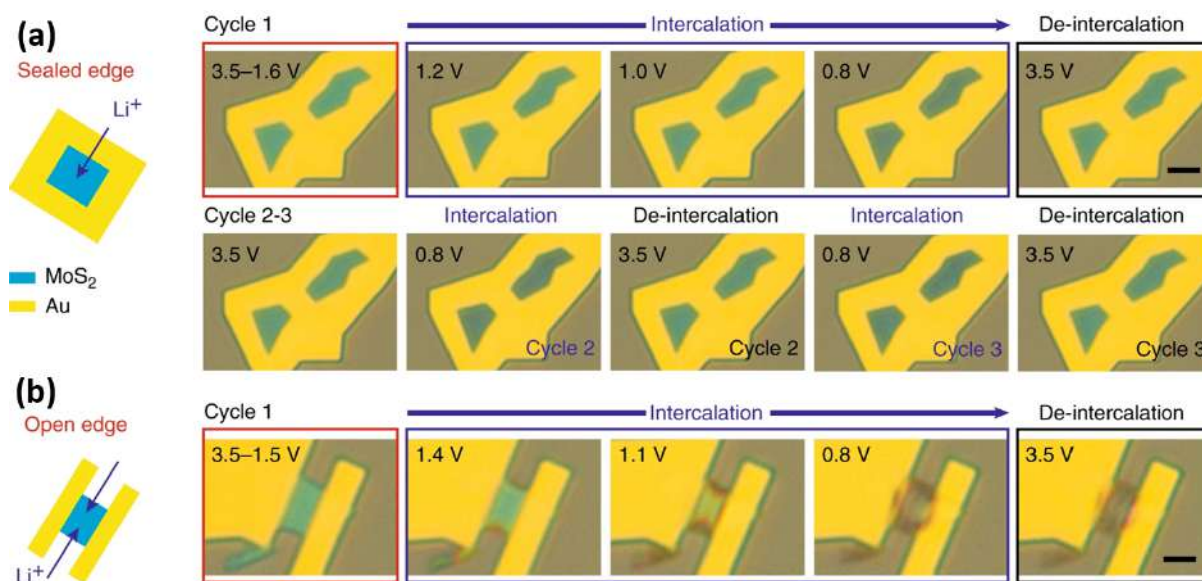 (a)
Sealed edge
Li⁺
MoS₂
Au
Cycle 1 Intercalation De-intercalation
3.5–1.6 V 1.2 V 1.0 V 0.8 V 3.5 V
Cycle 2-3 Intercalation De-intercalation Intercalation De-intercalation
3.5 V 0.8 V 3.5 V 0.8 V 3.5 V
Cycle 2 Cycle 2 Cycle 3 Cycle 3
(b)
Open edge
Li⁺
Cycle 1 Intercalation De-intercalation
3.5–1.5 V 1.4 V 1.1 V 0.8 V 3.5 V